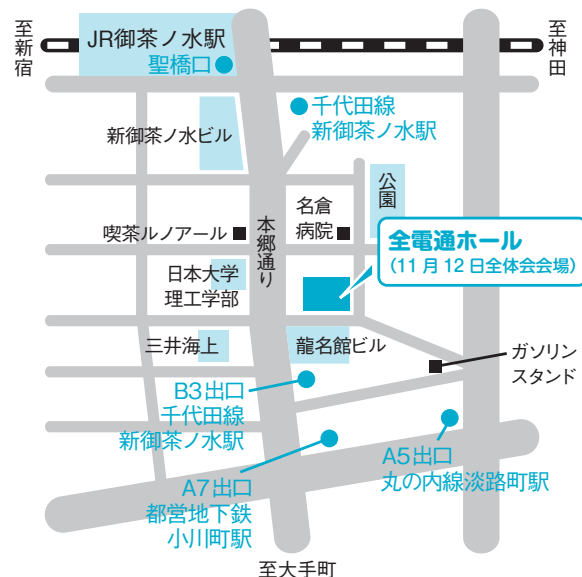 至新宿
JR御茶ノ水駅
聖橋口
至神田
千代田線
新御茶ノ水駅
新御茶ノ水ビル
公園
名倉
病院
喫茶ルノアール
本郷通り
全電通ホール
(11月12日全体会会場)
日本大学
理工学部
三井海上
龍名館ビル
ガソリン
スタンド
B3出口
千代田線
新御茶ノ水駅
A5出口
丸の内線淡路町駅
A7出口
都営地下鉄
小川町駅
至大手町